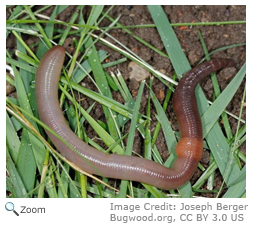 Zoom
Image Credit: Joseph Berger
Bugwood.org, CC BY 3.0 US